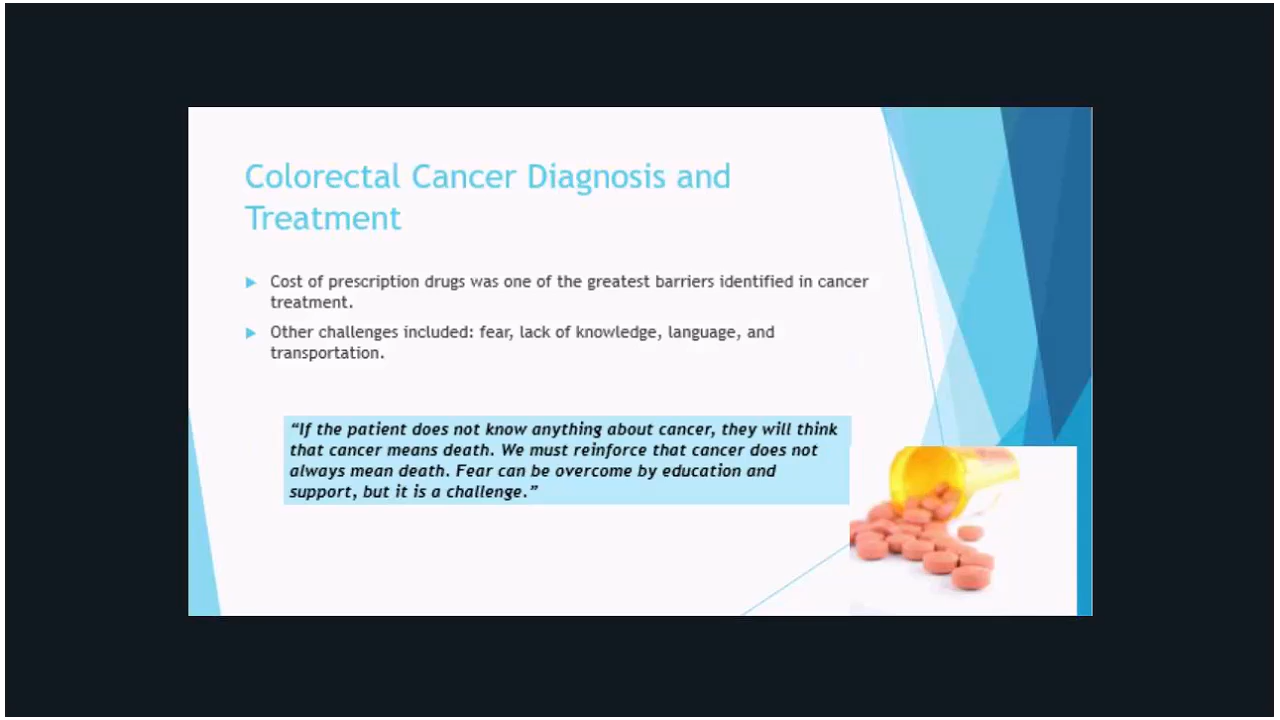 Colorectal Cancer Diagnosis and
Treatment
Cost of prescription drugs was one of the greatest barriers identified in cancer
treatment.
Other challenges included: fear, lack of knowledge, language, and
transportation.
“If the patient does not know anything about cancer, they will think
that cancer means death. We must reinforce that cancer does not
always mean death. Fear can be overcome by education and
support, but it is a challenge.”